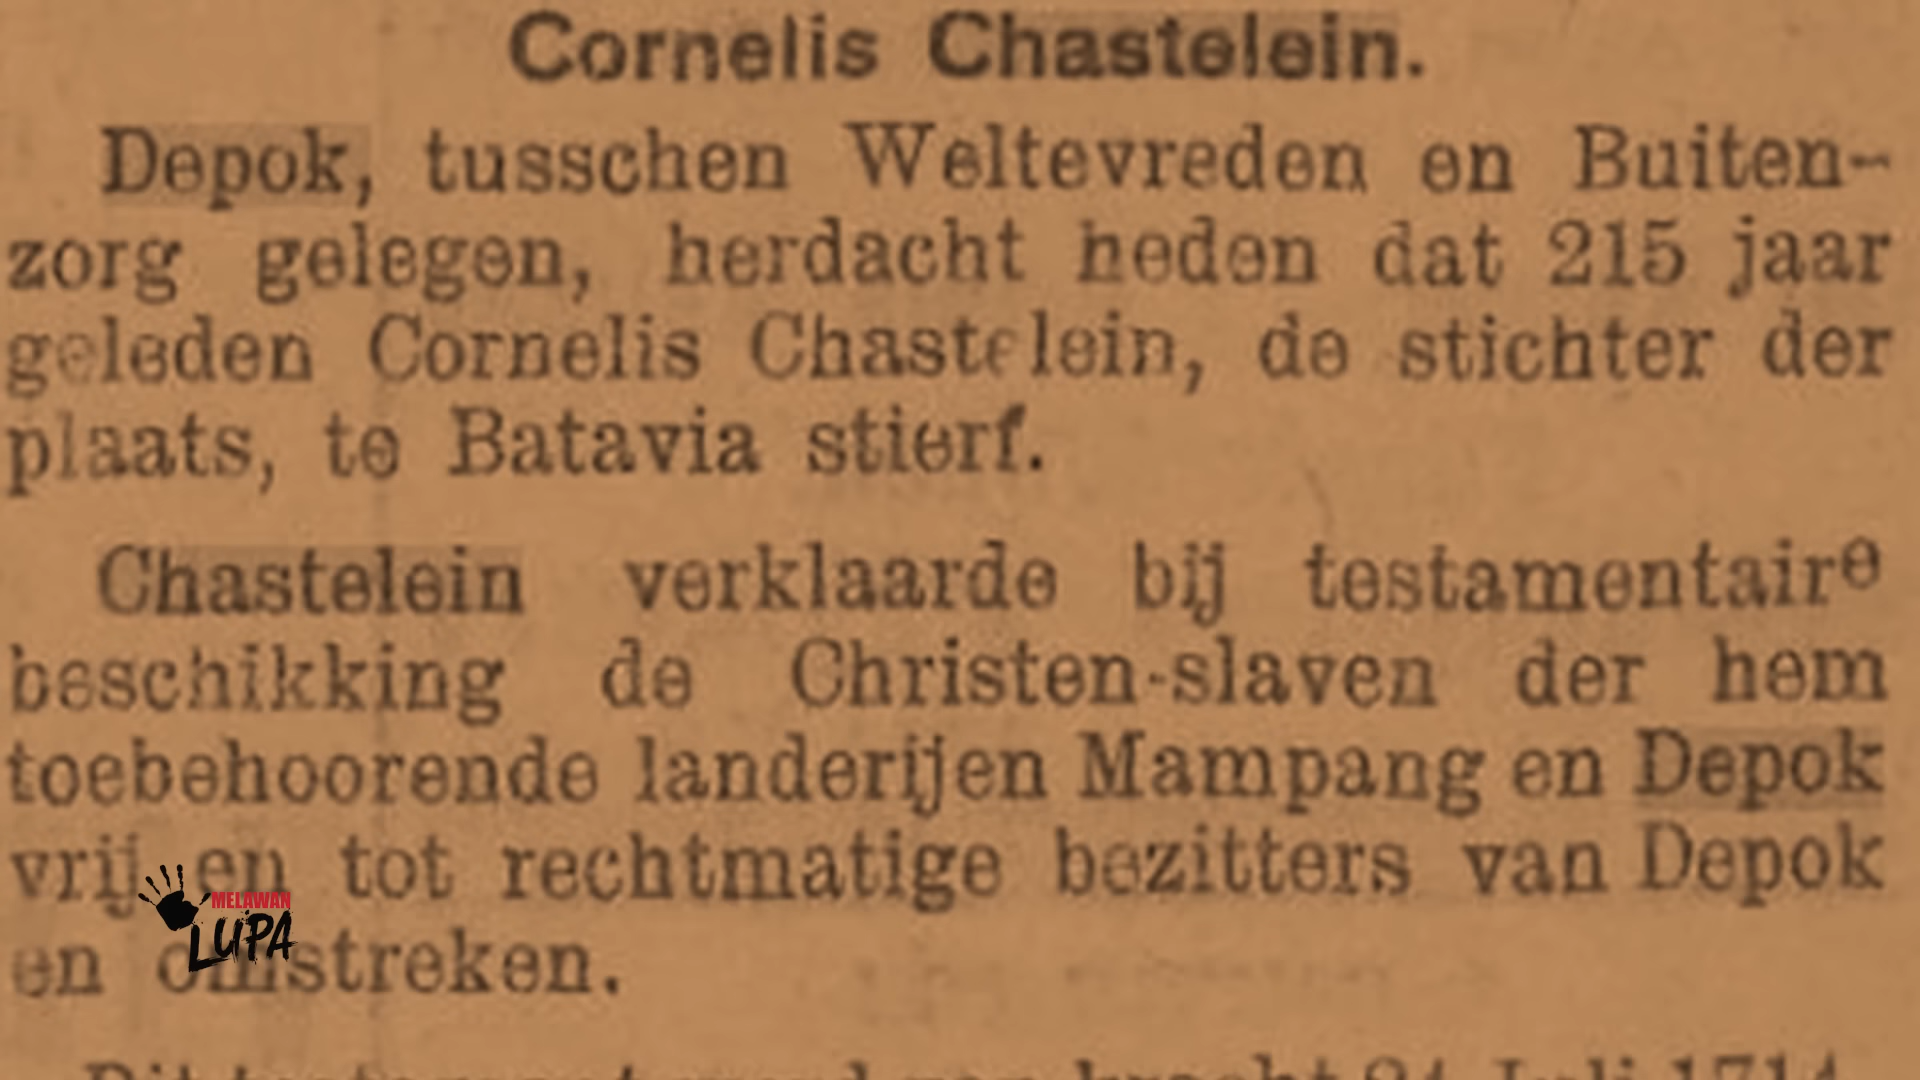 Cornelis Chastelein.
Depok, tusschen Weltevreden en Buiten-
zorg gelegen, herdacht heden dat 215 jaar
geleden Cornelis Chastelein, de stichter der
plaats, te Batavia stierf.
Chastelein verklaarde bij testamentaire
beschikking de Christen-slaven der hem
toebehoorende landerijen Mampang en Depok
vrij en tot rechtmatige bezitters van Depok
en omstreken.
MELAWAN
LUPA
Juli 1714